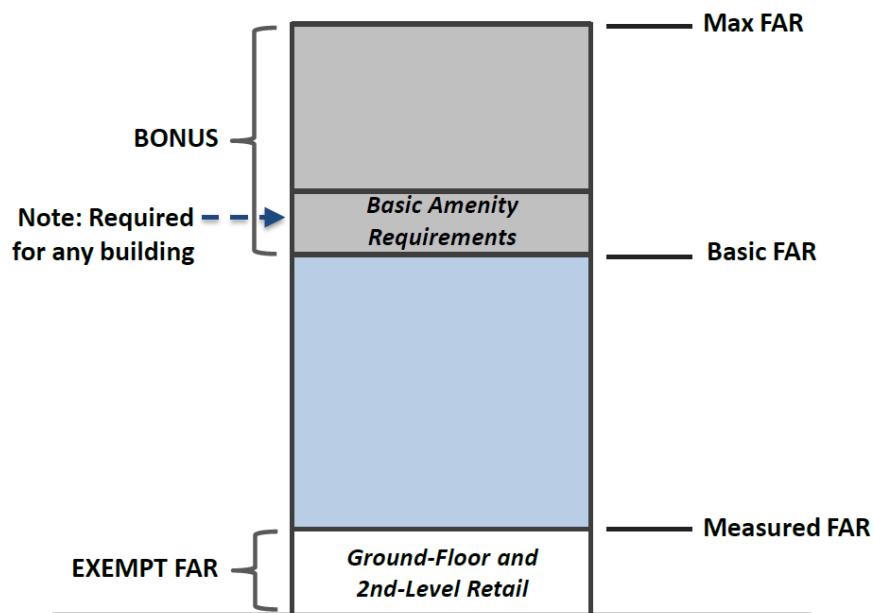 Max FAR
BONUS
Basic Amenity
Requirements
Note: Required
for any building
Basic FAR
Measured FAR
EXEMPT FAR
Ground-Floor and
2nd-Level Retail